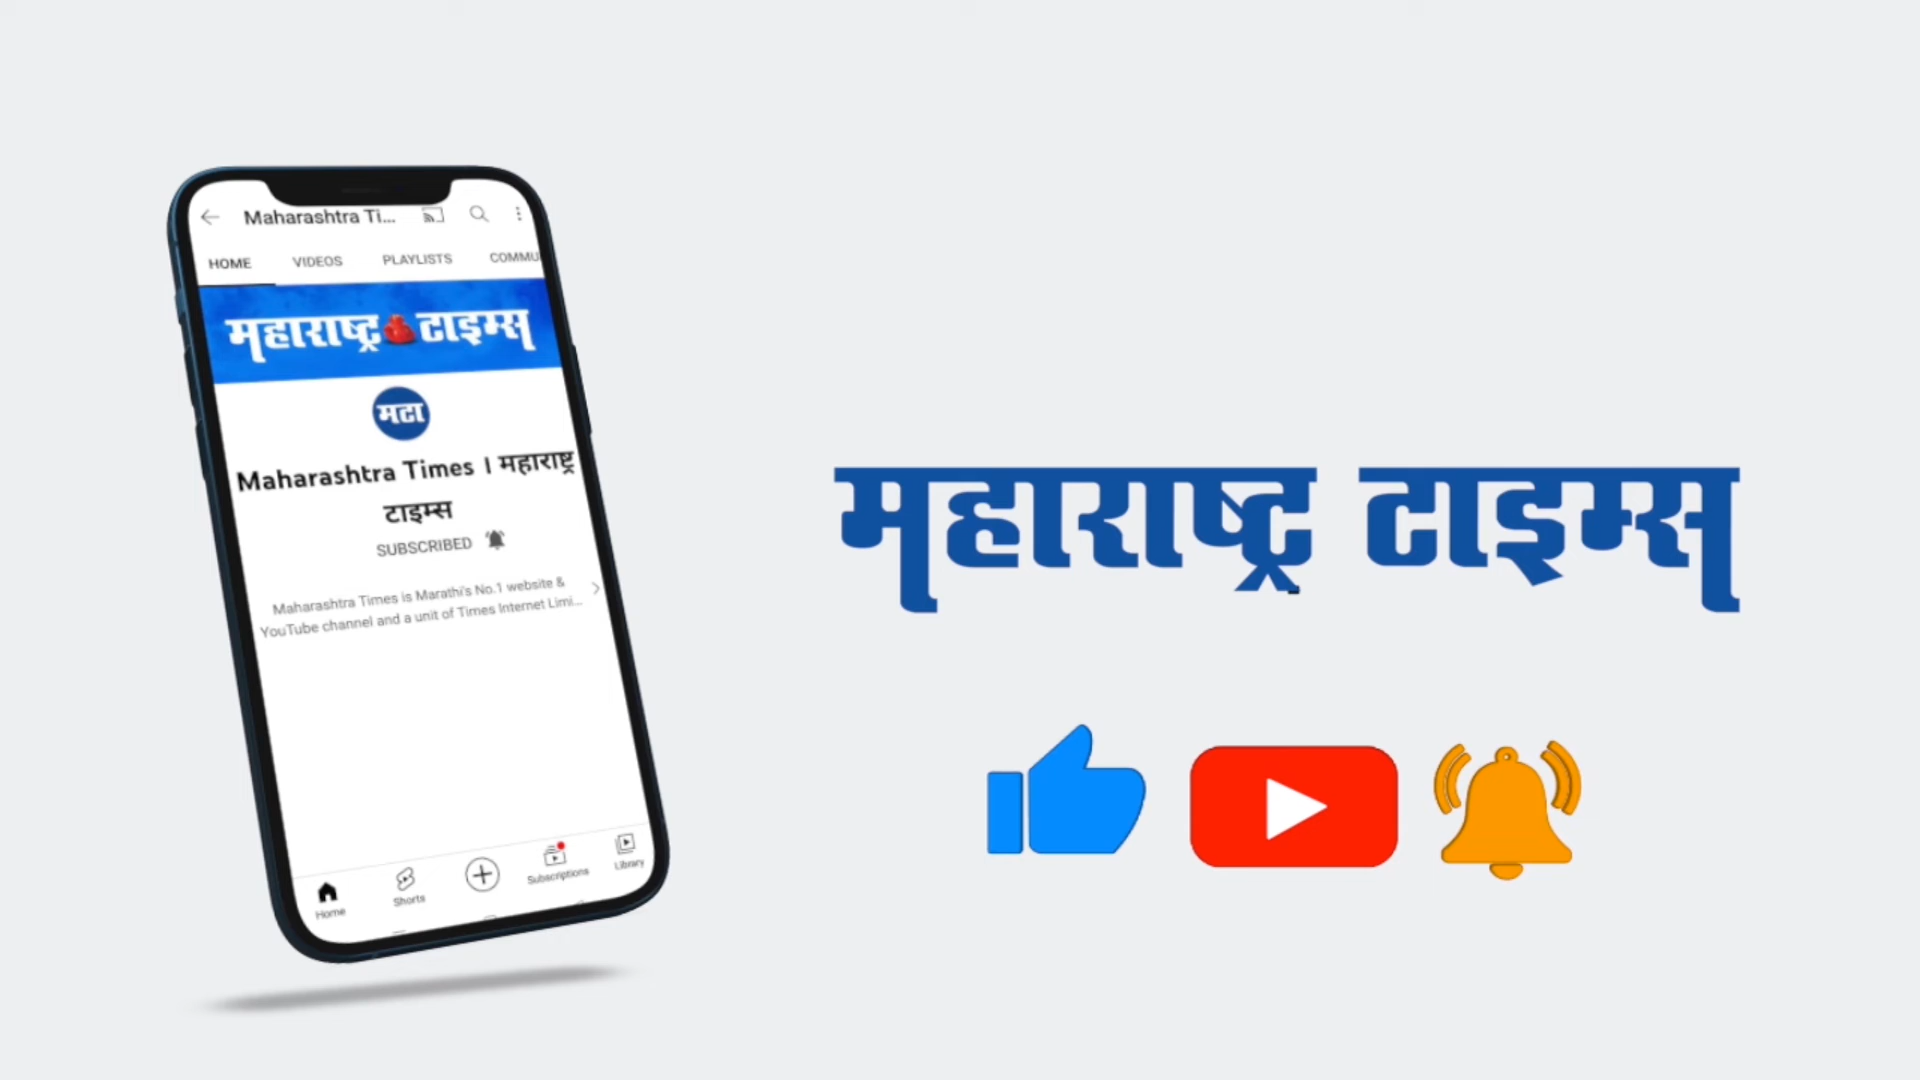 Maharashtra Ti...
HOME VIDEOS PLAYLISTS COMMU
महाराष्ट्र टाइम्स
मटा
Maharashtra Times । महाराष्ट्र
टाइम्स
SUBSCRIBED
Maharashtra Times is Marathi's No.1 website &
YouTube channel and a unit of Times Internet Limi...
Home Shorts Subscriptions Library
महाराष्ट्र टाइम्स